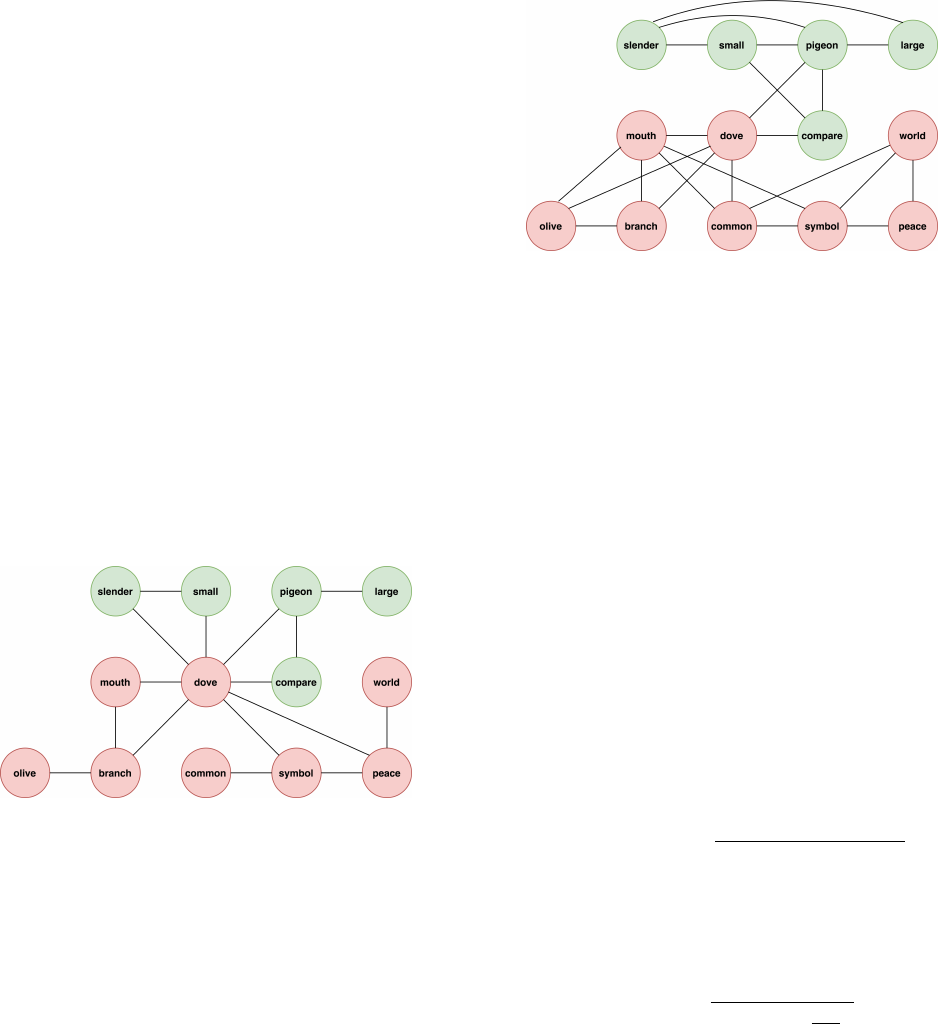 slender small pigeon large
mouth dove compare world
olive branch common symbol peace
slender small pigeon large
mouth dove compare world
olive branch common symbol peace